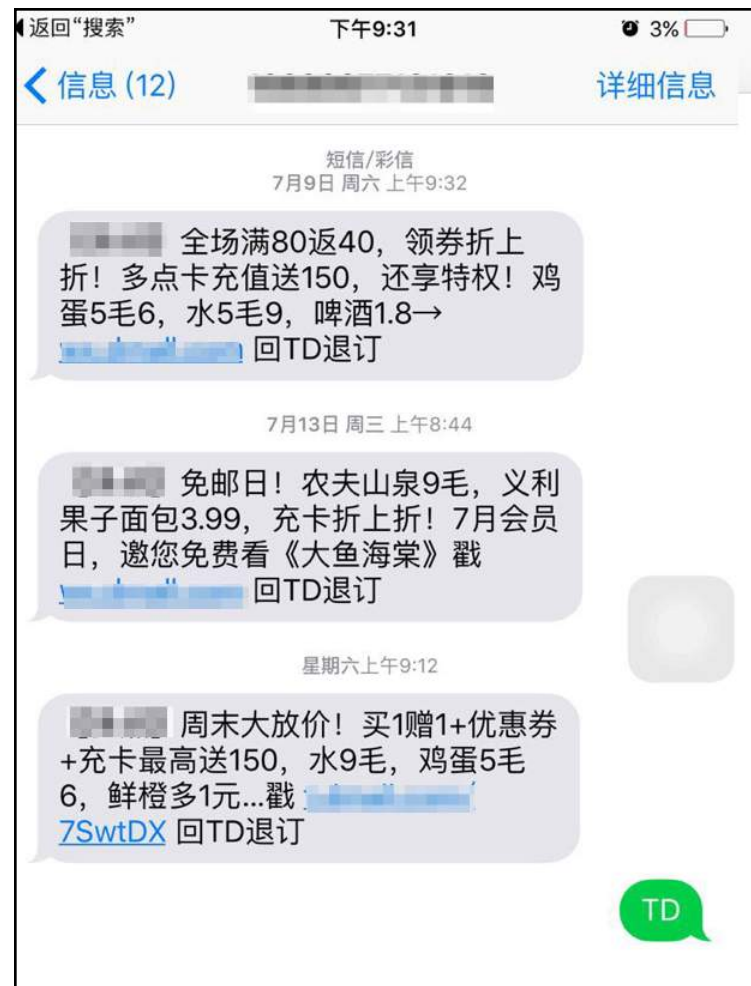 返回“搜索”
下午9:31
3%
信息 (12)
详细信息
短信/彩信
7月9日 周六 上午9:32
全场满80返40，领券折上
折！多点卡充值送150，还享特权！鸡
蛋5毛6，水5毛9，啤酒1.8→
回TD退订
7月13日 周三 上午8:44
免邮日！农夫山泉9毛，义利
果子面包3.99，充卡折上折！7月会员
日，邀您免费看《大鱼海棠》戳
回TD退订
星期六上午9:12
周末大放价！买1赠1+优惠券
+充卡最高送150，水9毛，鸡蛋5毛
6，鲜橙多1元...戳
7SwtDX 回TD退订
TD